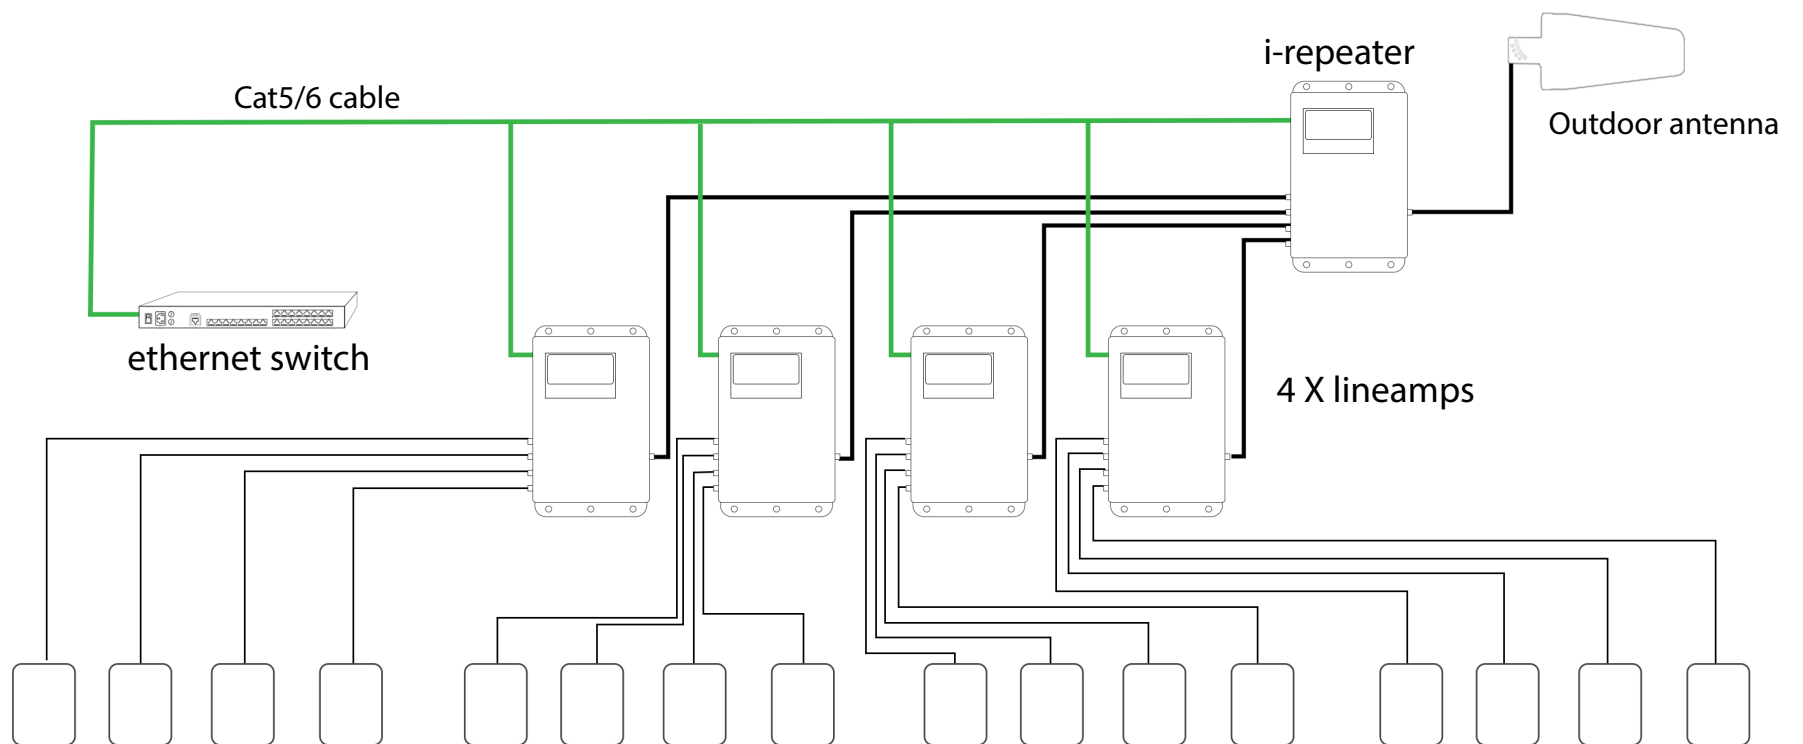 i-repeater
Cat5/6 cable
Outdoor antenna
ethernet switch
4 X lineamps